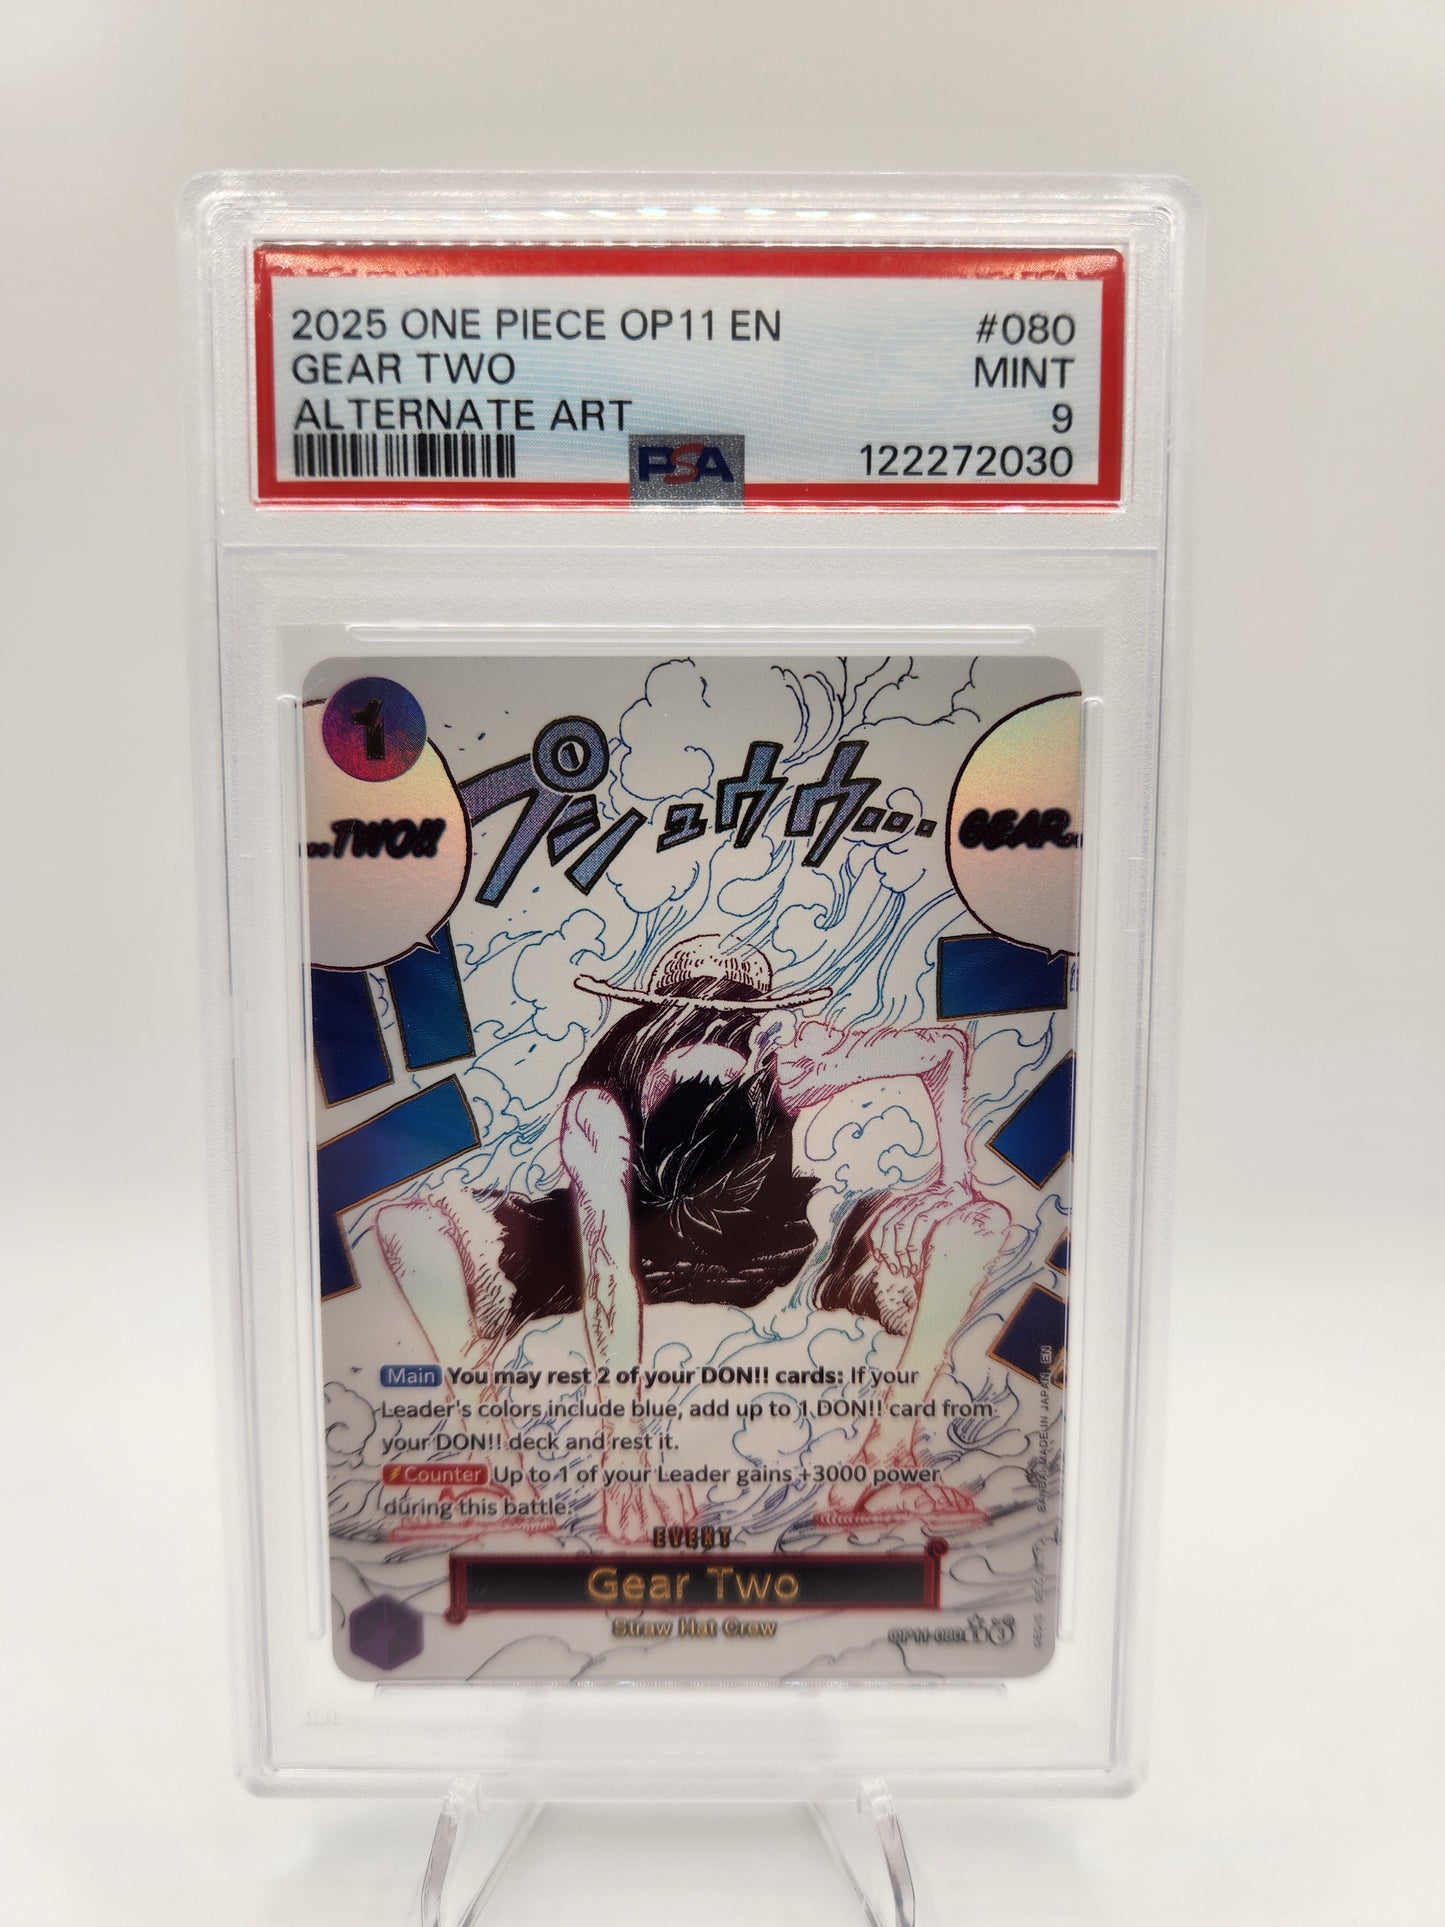 2025 ONE PIECE OP11 EN #080
GEAR TWO MINT
ALTERNATE ART 9
PSA 122272030
1
プシュウウ...
...TWO!!
GEAR...
Main You may rest 2 of your DON!! cards: If your
Leader's colors include blue, add up to 1 DON!! card from
your DON!! deck and rest it.
Counter Up to 1 of your Leader gains +3000 power
during this battle.
EVENT
Gear Two
Straw Hat Crew
OP11-080
BANDAI MADE IN JAPAN EN